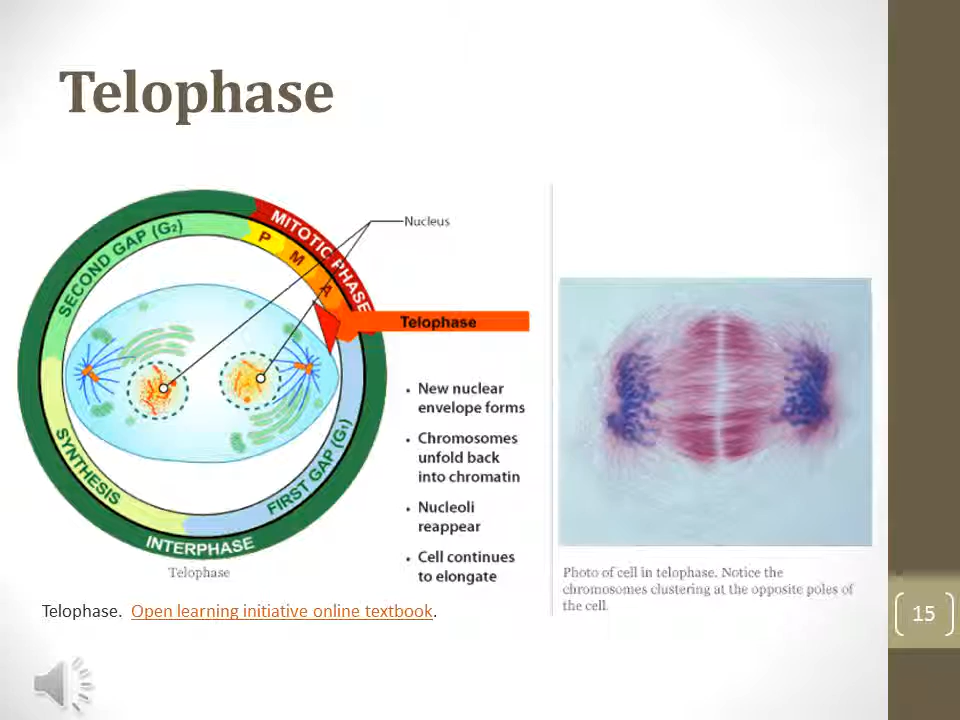 Telophase
Nucleus
MITOTIC PHASE
SECOND GAP (G2)
P
M
A
Telophase
New nuclear
envelope forms
Chromosomes
unfold back
into chromatin
Nucleoli
reappear
Cell continues
to elongate
SYNTHESIS
FIRST GAP (G1)
INTERPHASE
Telophase
Photo of cell in telophase. Notice the
chromosomes clustering at the opposite poles of
the cell.
Telophase. Open learning initiative online textbook.
15